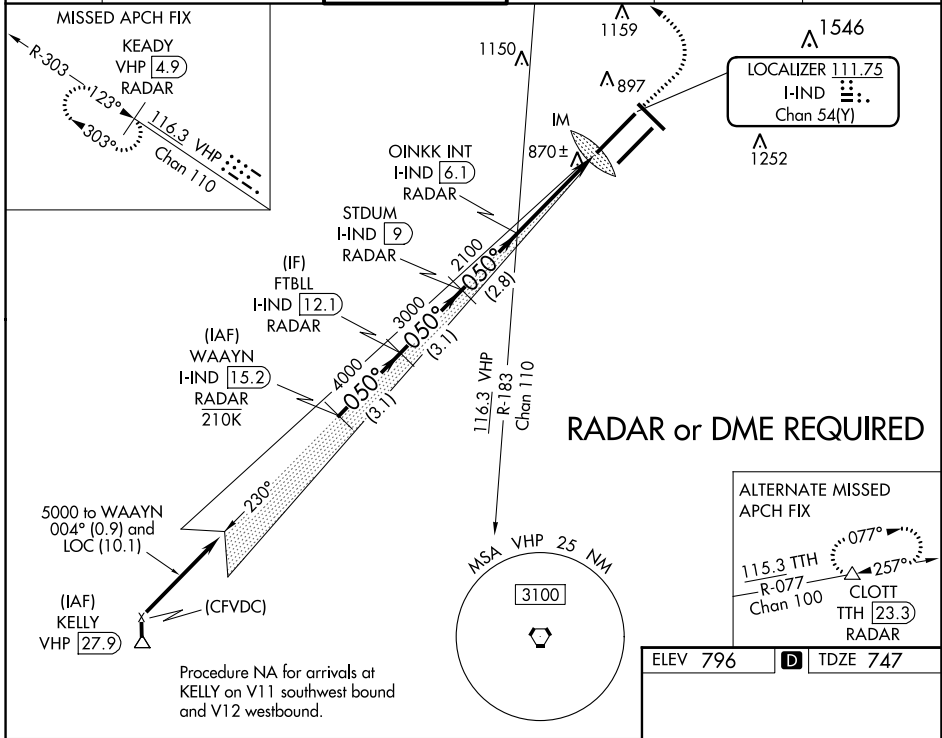 MISSED APCH FIX
KEADY
VHP 4.9
RADAR
R-303
123°
303°
116.3 VHP
Chan 110
1150
1159
1546
897
LOCALIZER 111.75
I-IND
Chan 54(Y)
1252
IM
870±
OINKK INT
I-IND 6.1
RADAR
STDUM
I-IND 9
RADAR
(IF)
FTBLL
I-IND 12.1
RADAR
(IAF)
WAAYN
I-IND 15.2
RADAR
210K
2100
050°
(2.8)
3000
050°
(3.1)
4000
050°
(3.1)
230°
116.3 VHP
R-183
Chan 110
RADAR or DME REQUIRED
5000 to WAAYN
004° (0.9) and
LOC (10.1)
(IAF)
KELLY
VHP 27.9
(CFVDC)
Procedure NA for arrivals at
KELLY on V11 southwest bound
and V12 westbound.
MSA VHP 25 NM
3100
ALTERNATE MISSED
APCH FIX
077°
257°
115.3 TTH
R-077
Chan 100
CLOTT
TTH 23.3
RADAR
ELEV 796 D TDZE 747